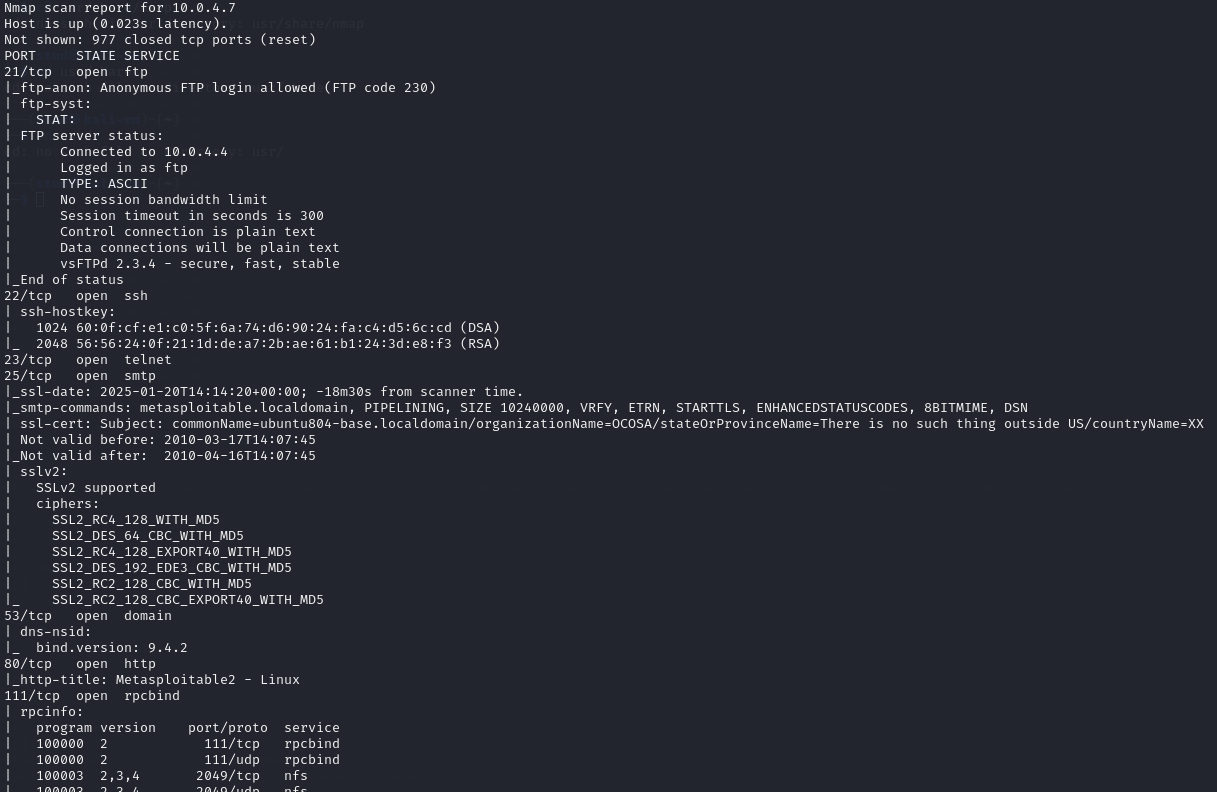 Nmap scan report for 10.0.4.7
Host is up (0.023s latency).
Not shown: 977 closed tcp ports (reset)
PORT     STATE SERVICE
21/tcp   open  ftp
|_ftp-anon: Anonymous FTP login allowed (FTP code 230)
| ftp-syst:
|   STAT:
| FTP server status:
|      Connected to 10.0.4.4
|      Logged in as ftp
|      TYPE: ASCII
|      No session bandwidth limit
|      Session timeout in seconds is 300
|      Control connection is plain text
|      Data connections will be plain text
|      vsFTPd 2.3.4 - secure, fast, stable
|_End of status
22/tcp   open  ssh
| ssh-hostkey:
|   1024 60:0f:cf:e1:c0:5f:6a:74:d6:90:24:fa:c4:d5:6c:cd (DSA)
|_  2048 56:56:24:0f:21:1d:de:a7:2b:ae:61:b1:24:3d:e8:f3 (RSA)
23/tcp   open  telnet
25/tcp   open  smtp
|_ssl-date: 2025-01-20T14:14:20+00:00; -18m30s from scanner time.
|_smtp-commands: metasploitable.localdomain, PIPELINING, SIZE 10240000, VRFY, ETRN, STARTTLS, ENHANCEDSTATUSCODES, 8BITMIME, DSN
| ssl-cert: Subject: commonName=ubuntu804-base.localdomain/organizationName=OCOSA/stateOrProvinceName=There is no such thing outside US/countryName=XX
| Not valid before: 2010-03-17T14:07:45
|_Not valid after:  2010-04-16T14:07:45
| sslv2:
|   SSLv2 supported
|   ciphers:
|     SSL2_RC4_128_WITH_MD5
|     SSL2_DES_64_CBC_WITH_MD5
|     SSL2_RC4_128_EXPORT40_WITH_MD5
|     SSL2_DES_192_EDE3_CBC_WITH_MD5
|     SSL2_RC2_128_CBC_WITH_MD5
|_    SSL2_RC2_128_CBC_EXPORT40_WITH_MD5
53/tcp   open  domain
| dns-nsid:
|_  bind.version: 9.4.2
80/tcp   open  http
|_http-title: Metasploitable2 - Linux
111/tcp  open  rpcbind
| rpcinfo:
|   program version    port/proto  service
|   100000  2            111/tcp   rpcbind
|   100000  2            111/udp   rpcbind
|   100003  2,3,4       2049/tcp   nfs
|   100003  2,3,4       2049/udp   nfs